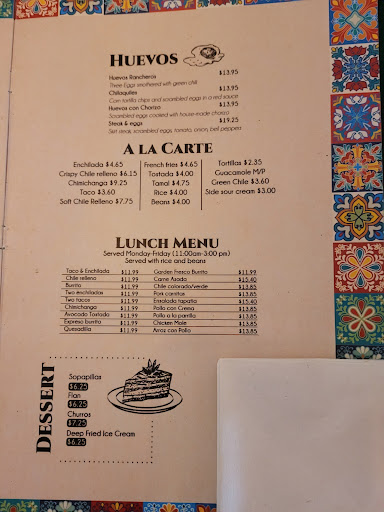 HUEVOS
Huevos Rancheros $13.95
Three Eggs smothered with green chili
Chilaquiles $13.95
Corn tortilla chips and scrambled eggs in a red sauce
Huevos con Chorizo $13.95
Scrambled eggs cooked with house-made chorizo
Steak & eggs $19.25
Skirt steak, scrambled eggs, tomato, onion, bell peppers
A LA CARTE
Enchilada $4.65
Crispy Chile relleno $6.15
Chimichanga $9.25
Taco $3.60
Soft Chile Relleno $7.75
French fries $4.65
Tostada $4.00
Tamal $4.75
Rice $4.00
Beans $4.00
Tortillas $2.35
Guacamole M/P
Green Chile $3.60
Side sour cream $3.00
LUNCH MENU
Served Monday-Friday (11:00am-3:00 pm)
Served with rice and beans
Taco & Enchilada $11.99
Chile relleno $11.99
Burrito $11.99
Two enchiladas $11.99
Two tacos $11.99
Chimichanga $11.99
Avocado Tostada $11.99
Expreso burrito $11.99
Quesadilla $11.99
Garden Fresco Burrito $11.99
Carne Asada $15.40
Chile colorado/verde $13.85
Pork carnitas $13.85
Enrolada tapatia $15.40
Pollo con Crema $13.85
Pollo a la parrilla $13.85
Chicken Mole $13.85
Arroz con Pollo $13.85
DESSERT
Sopapillas
$6.25
Flan
$6.25
Churros
$7.25
Deep Fried Ice Cream
$6.25